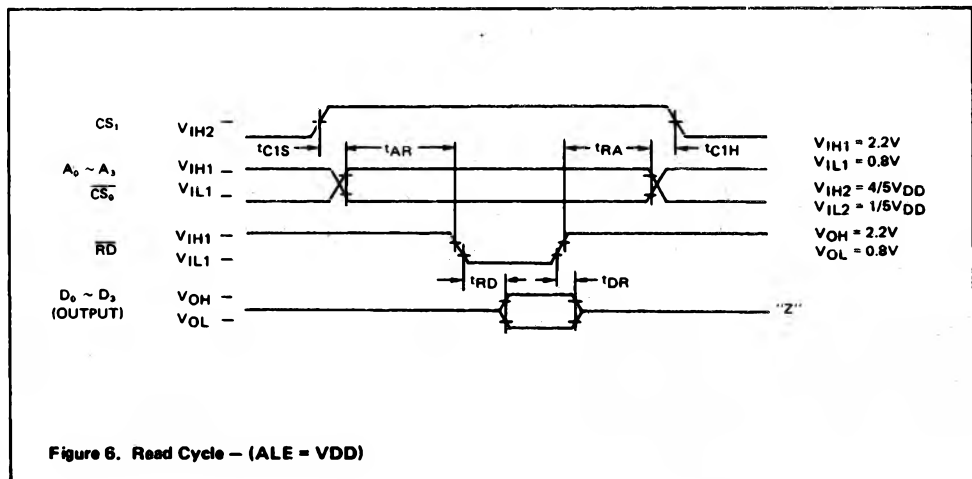 CS₁
V_IH2 –
t_C1S
t_AR
t_RA
t_C1H
V_IH1 = 2.2V
V_IL1 = 0.8V
V_IH2 = 4/5V_DD
V_IL2 = 1/5V_DD
V_OH = 2.2V
V_OL = 0.8V
A₀ ~ A₃
V_IH1 –
C̅S̅₀̅
V_IL1 –
R̅D̅
V_IH1 –
V_IL1 –
t_RD
t_DR
D₀ ~ D₃
(OUTPUT)
V_OH –
V_OL –
"Z"
Figure 6. Read Cycle — (ALE = VDD)